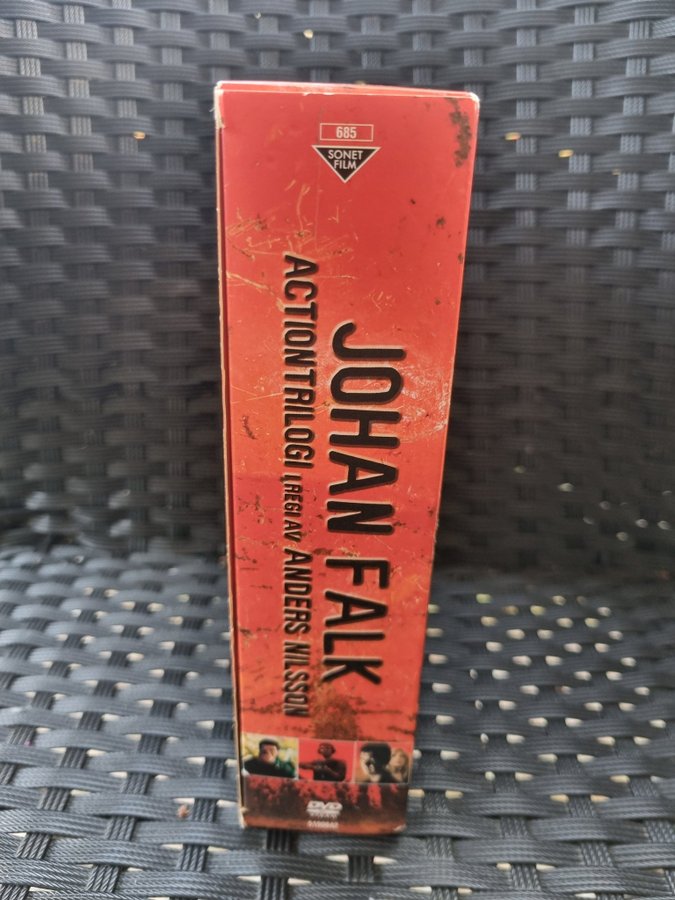 685
SONET
FILM
JOHAN FALK
ACTIONTRILOGI I REGI AV ANDERS NILSSON
DVD